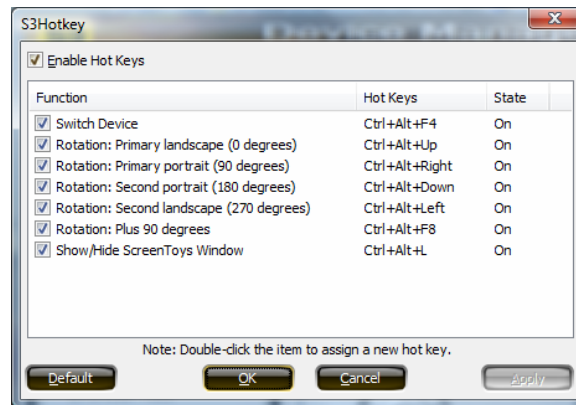 S3Hotkey
Enable Hot Keys
Function Hot Keys State
Switch Device Ctrl+Alt+F4 On
Rotation: Primary landscape (0 degrees) Ctrl+Alt+Up On
Rotation: Primary portrait (90 degrees) Ctrl+Alt+Right On
Rotation: Second portrait (180 degrees) Ctrl+Alt+Down On
Rotation: Second landscape (270 degrees) Ctrl+Alt+Left On
Rotation: Plus 90 degrees Ctrl+Alt+F8 On
Show/Hide ScreenToys Window Ctrl+Alt+L On
Note: Double-click the item to assign a new hot key.
Default OK Cancel Apply